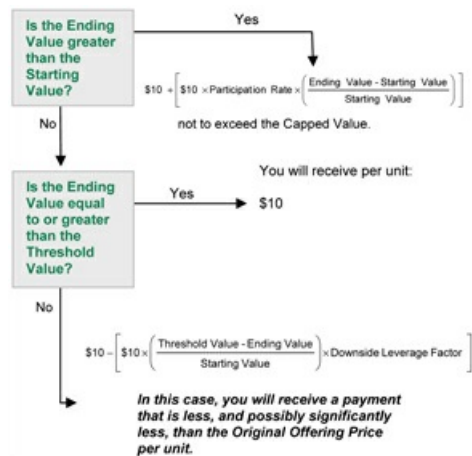 Is the Ending
Value greater
than the
Starting
Value?
Yes
$10 + [ $10 × Participation Rate × ( Ending Value - Starting Value / Starting Value ) ]
not to exceed the Capped Value.
No
You will receive per unit:
Is the Ending
Value equal
to or greater
than the
Threshold
Value?
Yes
$10
No
$10 – [ $10 × ( Threshold Value - Ending Value / Starting Value ) × Downside Leverage Factor ]
In this case, you will receive a payment
that is less, and possibly significantly
less, than the Original Offering Price
per unit.